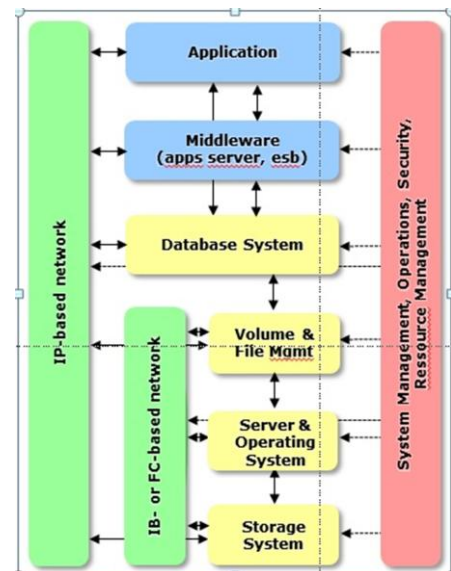 IP-based network
Application
Middleware
(apps server, esb)
Database System
IB- or FC-based network
Volume &
File Mgmt
Server &
Operating
System
Storage
System
System Management, Operations, Security,
Ressource Management